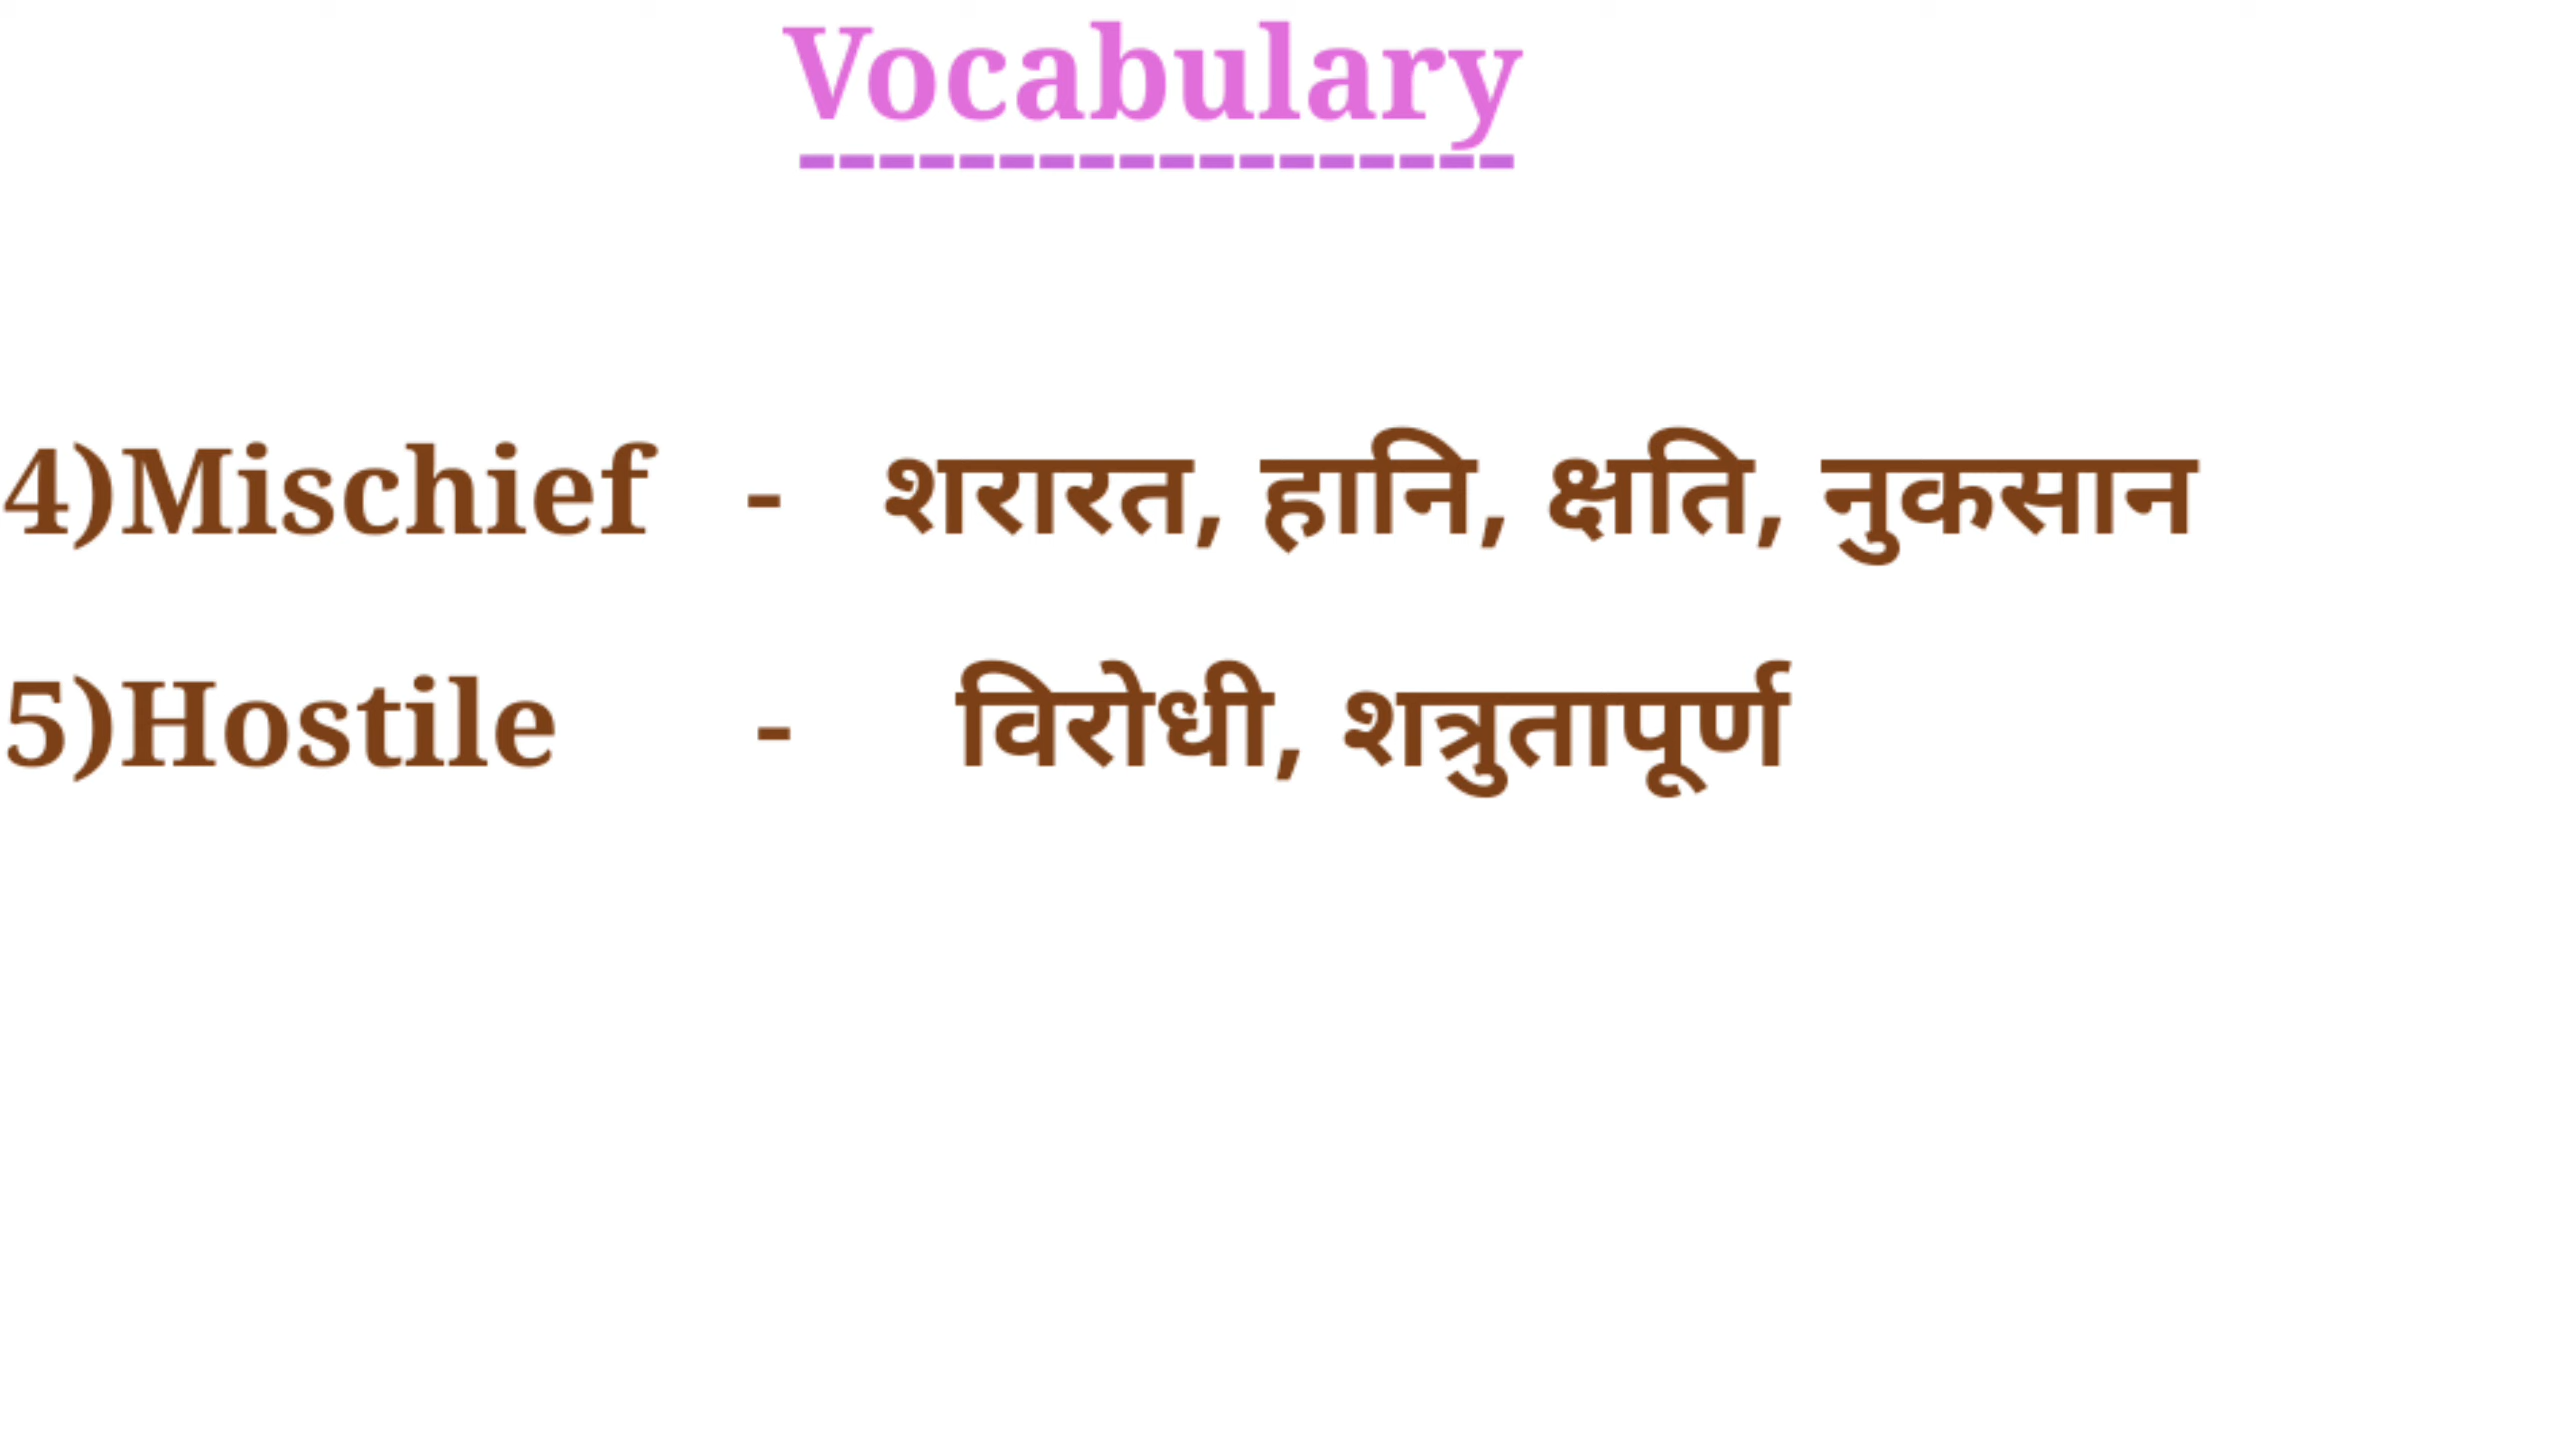 Vocabulary
------------------
4)Mischief - शरारत, हानि, क्षति, नुकसान
5)Hostile - विरोधी, शत्रुतापूर्ण